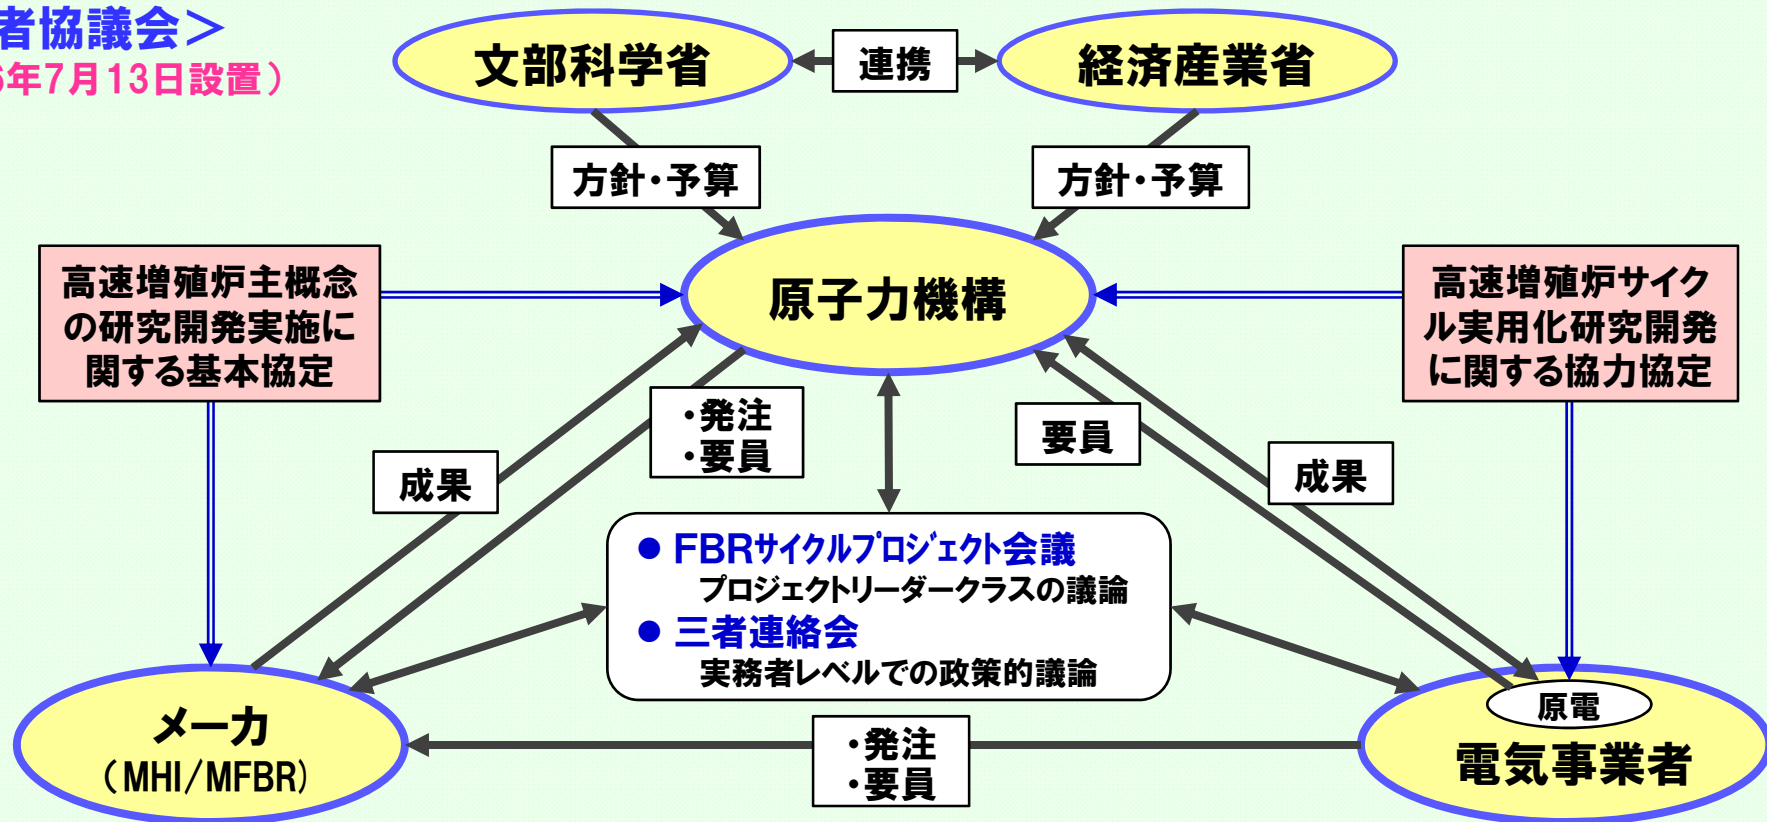 者協議会＞
6年7月13日設置）
文部科学省
連携
経済産業省
方針・予算
方針・予算
高速増殖炉主概念
の研究開発実施に
関する基本協定
原子力機構
高速増殖炉サイク
ル実用化研究開発
に関する協力協定
・発注
・要員
要員
成果
成果
● FBRサイクルプロジェクト会議
プロジェクトリーダークラスの議論
● 三者連絡会
実務者レベルでの政策的議論
メーカ
（MHI/MFBR）
・発注
・要員
原電
電気事業者